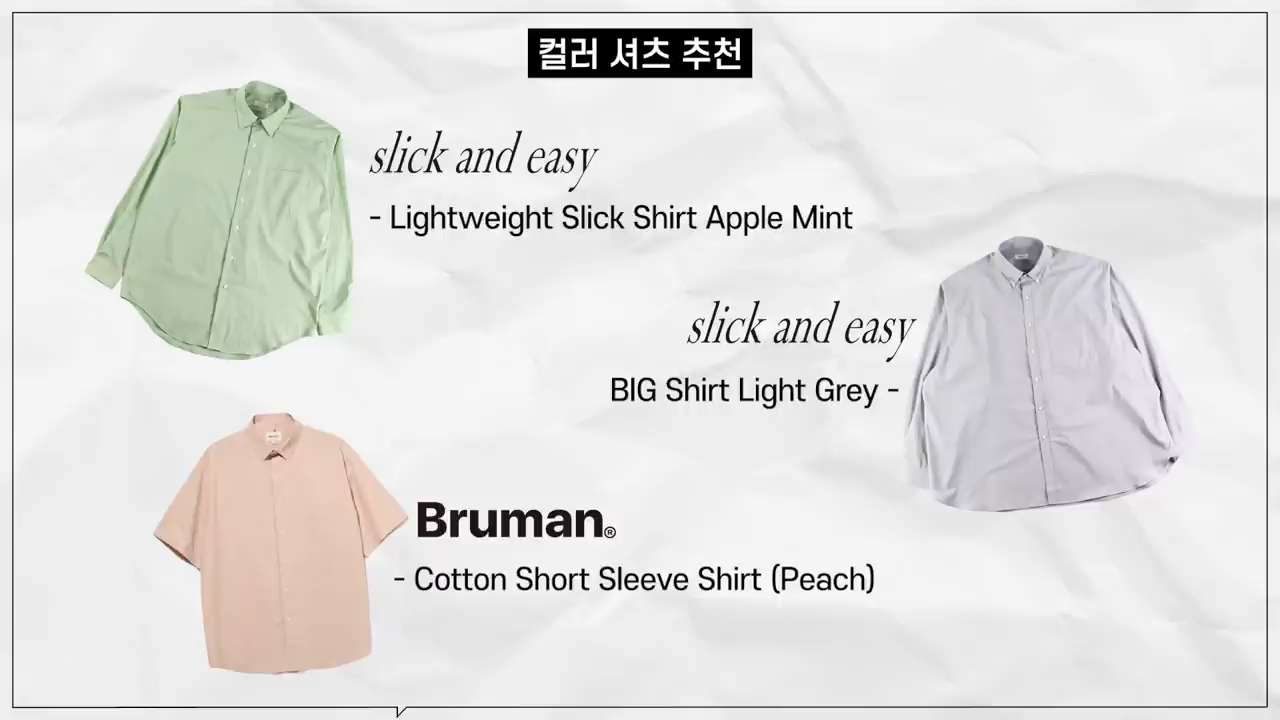 컬러 셔츠 추천
slick and easy
- Lightweight Slick Shirt Apple Mint
slick and easy
BIG Shirt Light Grey -
Bruman®
- Cotton Short Sleeve Shirt (Peach)